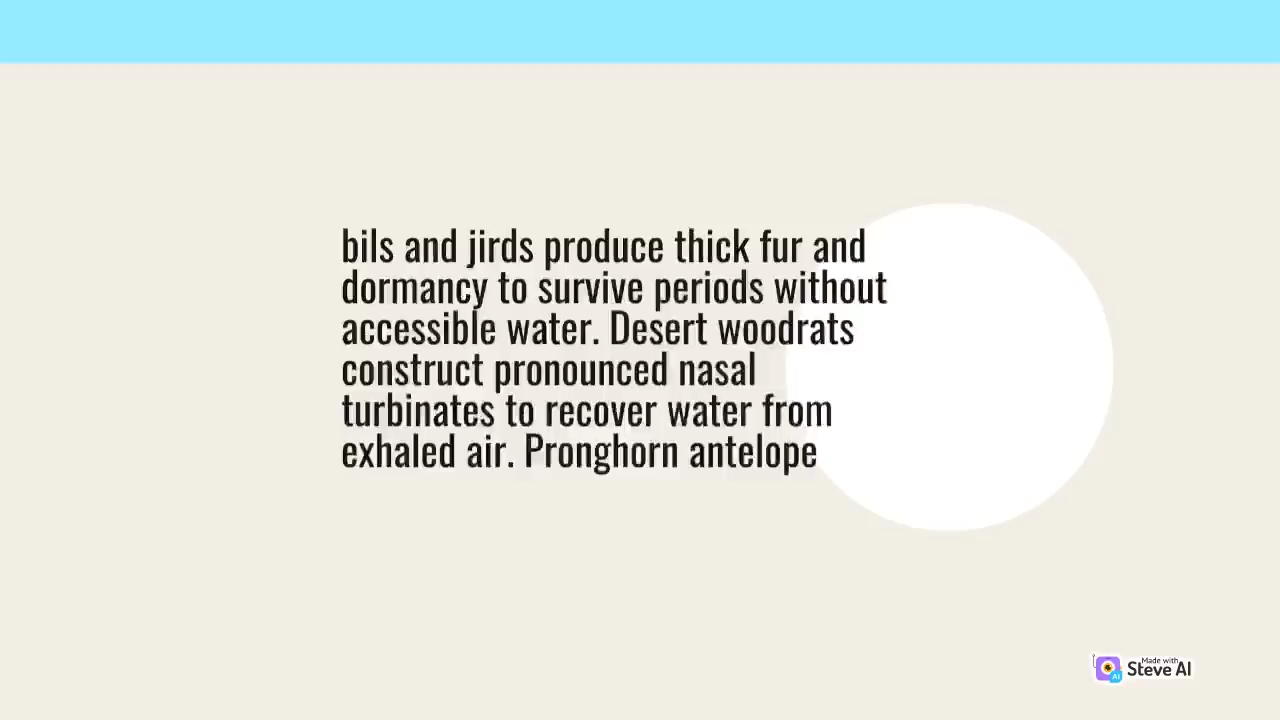 bils and jirds produce thick fur and
dormancy to survive periods without
accessible water. Desert woodrats
construct pronounced nasal
turbinates to recover water from
exhaled air. Pronghorn antelope
Made with
Steve AI
AI